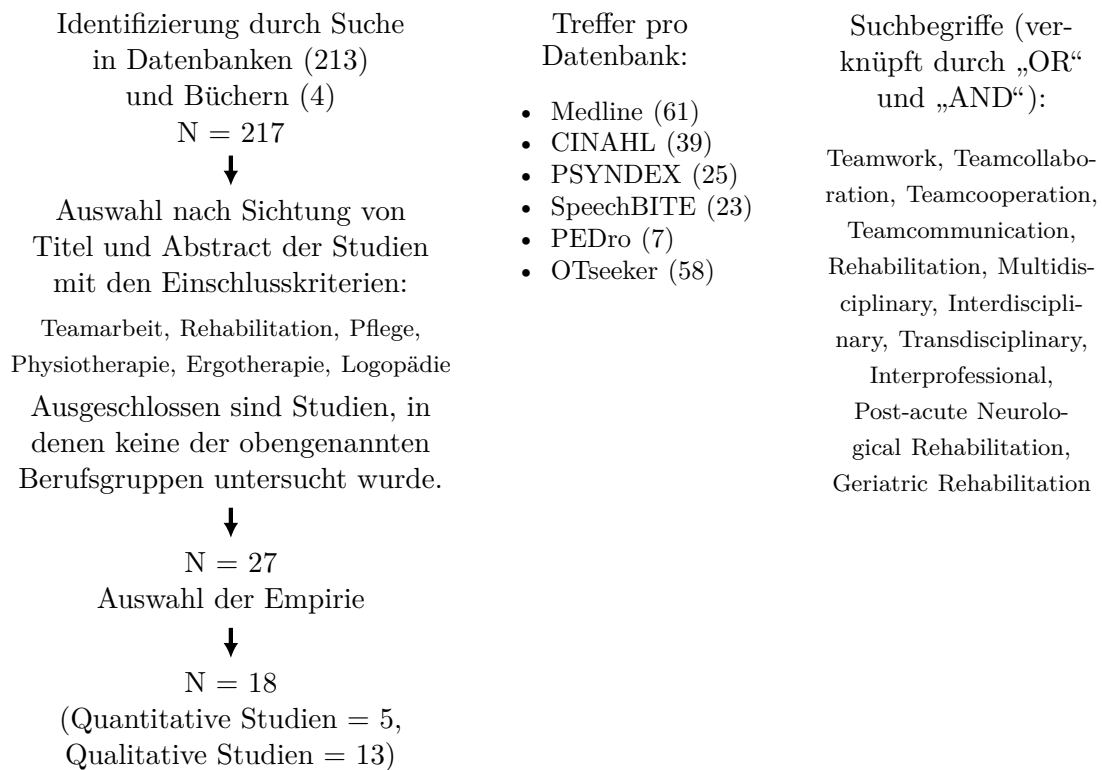 Identifizierung durch Suche
in Datenbanken (213)
und Büchern (4)
N = 217
Auswahl nach Sichtung von
Titel und Abstract der Studien
mit den Einschlusskriterien:
Teamarbeit, Rehabilitation, Pflege,
Physiotherapie, Ergotherapie, Logopädie
Ausgeschlossen sind Studien, in
denen keine der obengenannten
Berufsgruppen untersucht wurde.
N = 27
Auswahl der Empirie
N = 18
(Quantitative Studien = 5,
Qualitative Studien = 13)
Treffer pro
Datenbank:
• Medline (61)
• CINAHL (39)
• PSYNDEX (25)
• SpeechBITE (23)
• PEDro (7)
• OTseeker (58)
Suchbegriffe (ver-
knüpft durch „OR“
und „AND“):
Teamwork, Teamcollabo-
ration, Teamcooperation,
Teamcommunication,
Rehabilitation, Multidis-
ciplinary, Interdiscipli-
nary, Transdisciplinary,
Interprofessional,
Post-acute Neurolo-
gical Rehabilitation,
Geriatric Rehabilitation